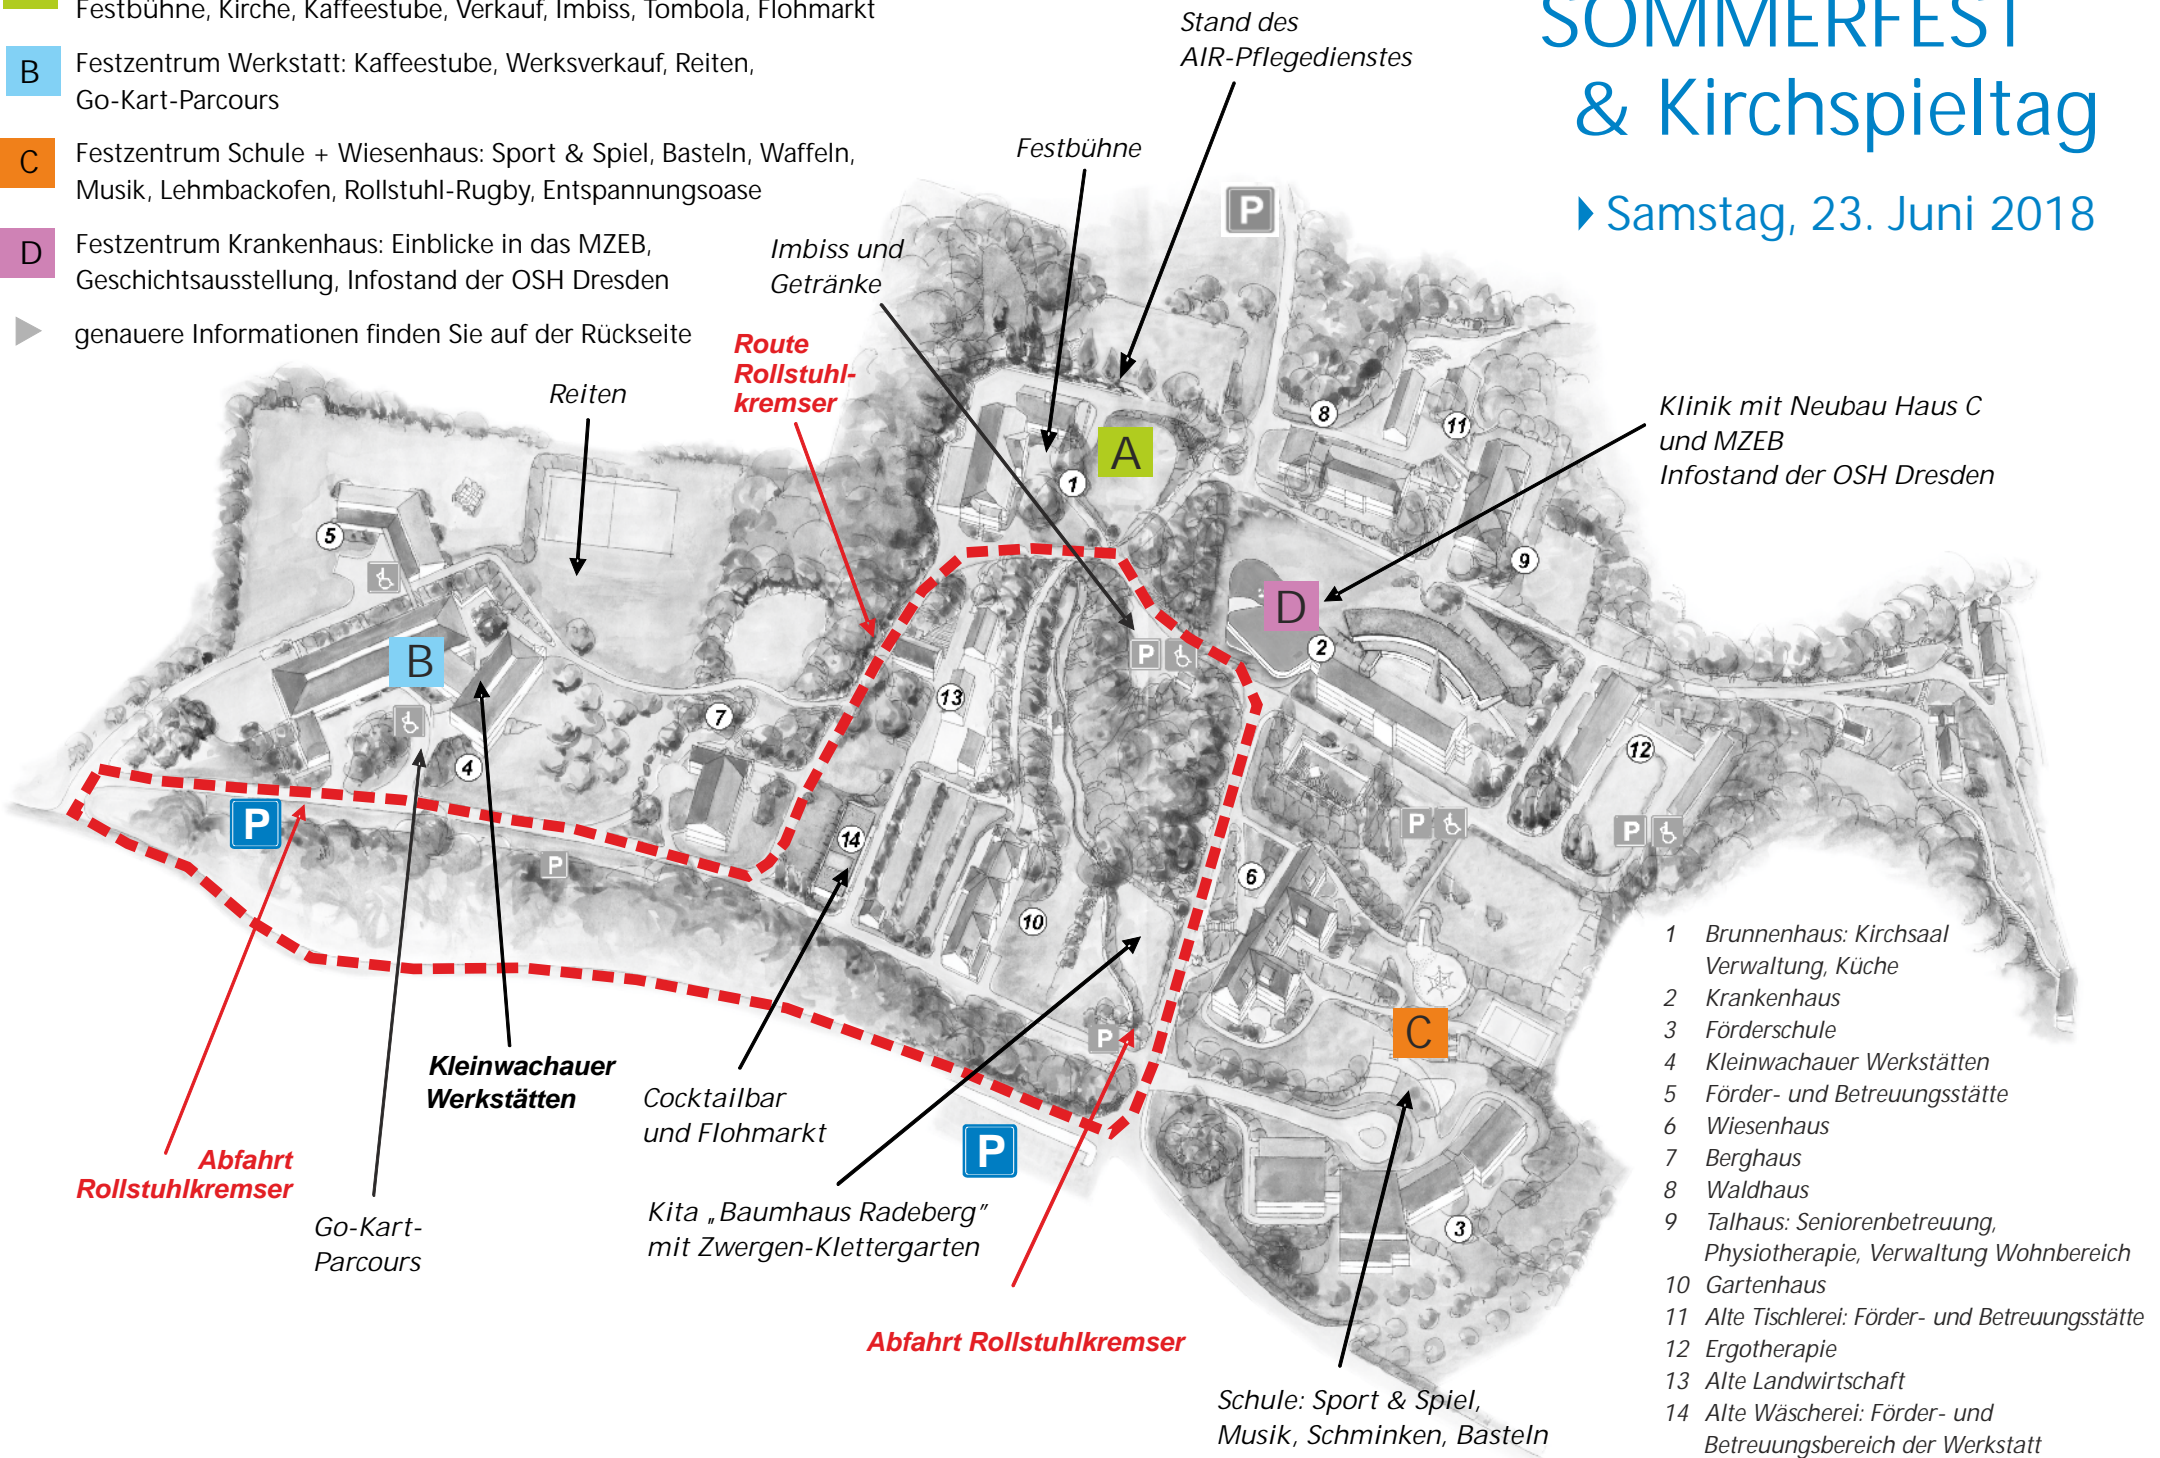 Festbühne, Kirche, Kaffeestube, Verkauf, Imbiss, Tombola, Flohmarkt
B
Festzentrum Werkstatt: Kaffeestube, Werksverkauf, Reiten,
Go-Kart-Parcours
C
Festzentrum Schule + Wiesenhaus: Sport & Spiel, Basteln, Waffeln,
Musik, Lehmbackofen, Rollstuhl-Rugby, Entspannungsoase
D
Festzentrum Krankenhaus: Einblicke in das MZEB,
Geschichtsausstellung, Infostand der OSH Dresden
genauere Informationen finden Sie auf der Rückseite
SOMMERFEST
& Kirchspieltag
Samstag, 23. Juni 2018
Stand des
AIR-Pflegedienstes
Festbühne
P
Imbiss und
Getränke
Route
Rollstuhl-
kremser
Reiten
Klinik mit Neubau Haus C
und MZEB
Infostand der OSH Dresden
8
11
A
1
5
9
D
2
B
P
13
7
12
4
P
P
14
P
P
6
10
P
C
P
3
Kleinwachauer
Werkstätten
Cocktailbar
und Flohmarkt
Abfahrt
Rollstuhlkremser
Go-Kart-
Parcours
Kita „Baumhaus Radeberg"
mit Zwergen-Klettergarten
Abfahrt Rollstuhlkremser
Schule: Sport & Spiel,
Musik, Schminken, Basteln
1 Brunnenhaus: Kirchsaal
Verwaltung, Küche
2 Krankenhaus
3 Förderschule
4 Kleinwachauer Werkstätten
5 Förder- und Betreuungsstätte
6 Wiesenhaus
7 Berghaus
8 Waldhaus
9 Talhaus: Seniorenbetreuung,
Physiotherapie, Verwaltung Wohnbereich
10 Gartenhaus
11 Alte Tischlerei: Förder- und Betreuungsstätte
12 Ergotherapie
13 Alte Landwirtschaft
14 Alte Wäscherei: Förder- und
Betreuungsbereich der Werkstatt